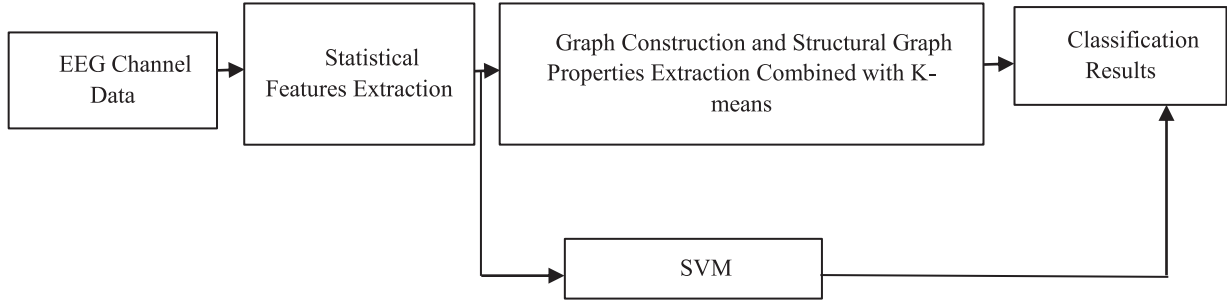 EEG Channel
Data
Statistical
Features Extraction
Graph Construction and Structural Graph
Properties Extraction Combined with K-
means
Classification
Results
SVM